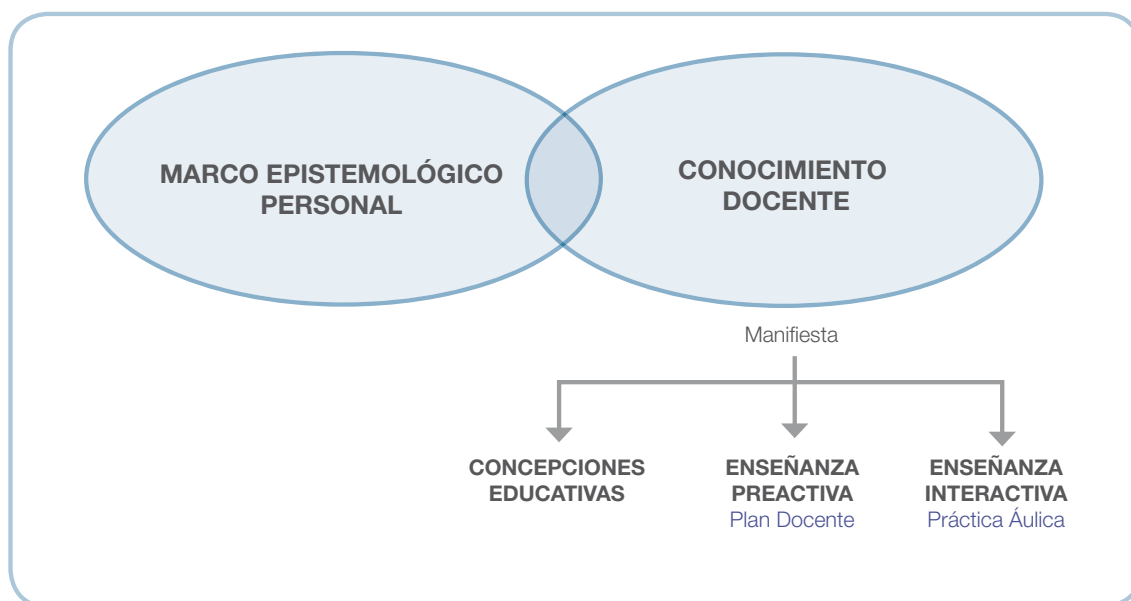 MARCO EPISTEMOLÓGICO
PERSONAL
CONOCIMIENTO
DOCENTE
Manifiesta
CONCEPCIONES
EDUCATIVAS
ENSEÑANZA
PREACTIVA
Plan Docente
ENSEÑANZA
INTERACTIVA
Práctica Áulica